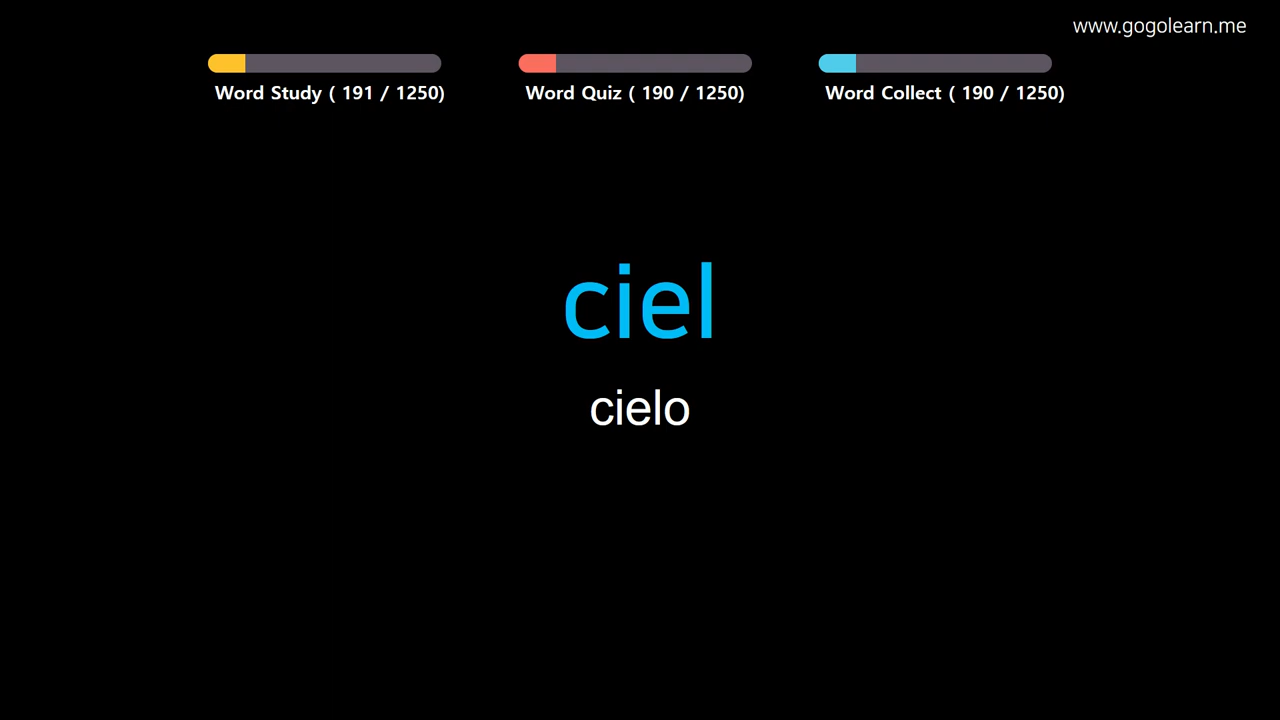 www.gogolearn.me
Word Study ( 191 / 1250)
Word Quiz ( 190 / 1250)
Word Collect ( 190 / 1250)
ciel
cielo